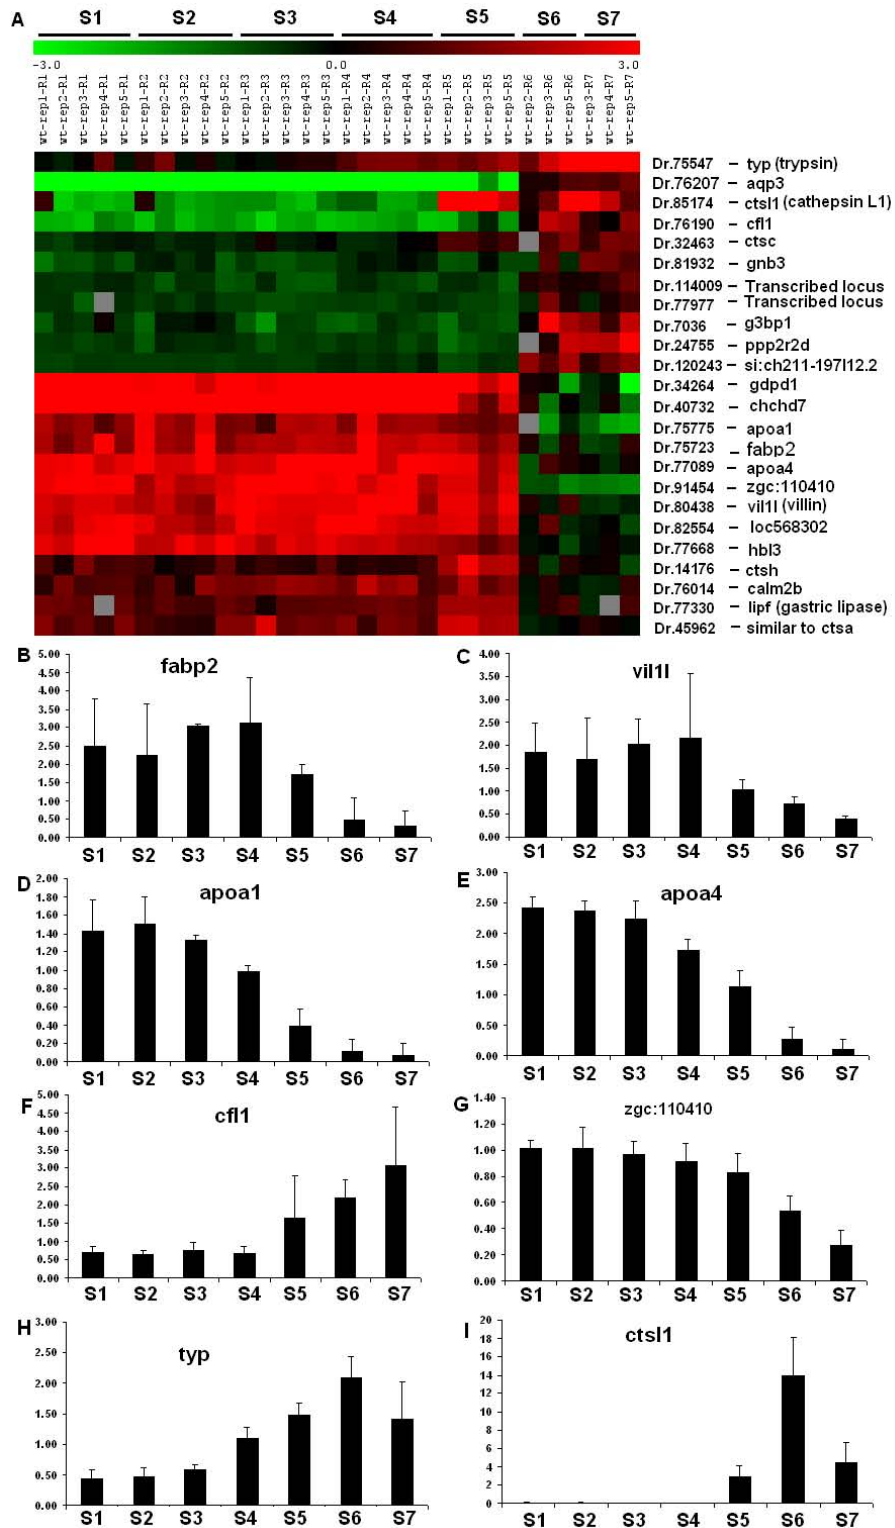 A
S1 S2 S3 S4 S5 S6 S7
-3.0 0.0 3.0
wt-rep1-R1
wt-rep2-R1
wt-rep3-R1
wt-rep4-R1
wt-rep5-R1
wt-rep1-R2
wt-rep2-R2
wt-rep3-R2
wt-rep4-R2
wt-rep5-R2
wt-rep1-R3
wt-rep2-R3
wt-rep3-R3
wt-rep4-R3
wt-rep5-R3
wt-rep1-R4
wt-rep2-R4
wt-rep3-R4
wt-rep4-R4
wt-rep5-R4
wt-rep1-R5
wt-rep2-R5
wt-rep3-R5
wt-rep5-R5
wt-rep2-R6
wt-rep3-R6
wt-rep5-R6
wt-rep3-R7
wt-rep4-R7
wt-rep5-R7
Dr.75547 – typ (trypsin)
Dr.76207 – aqp3
Dr.85174 – ctsl1 (cathepsin L1)
Dr.76190 – cfl1
Dr.32463 – ctsc
Dr.81932 – gnb3
Dr.114009 – Transcribed locus
Dr.77977 – Transcribed locus
Dr.7036 – g3bp1
Dr.24755 – ppp2r2d
Dr.120243 – si:ch211-197l12.2
Dr.34264 – gdpd1
Dr.40732 – chchd7
Dr.75775 – apoa1
Dr.75723 – fabp2
Dr.77089 – apoa4
Dr.91454 – zgc:110410
Dr.80438 – vil1l (villin)
Dr.82554 – loc568302
Dr.77668 – hbl3
Dr.14176 – ctsh
Dr.76014 – calm2b
Dr.77330 – lipf (gastric lipase)
Dr.45962 – similar to ctsa
B
fabp2
5.00
4.50
4.00
3.50
3.00
2.50
2.00
1.50
1.00
0.50
0.00
S1 S2 S3 S4 S5 S6 S7
C
vil1l
4.00
3.50
3.00
2.50
2.00
1.50
1.00
0.50
0.00
S1 S2 S3 S4 S5 S6 S7
D
apoa1
2.00
1.80
1.60
1.40
1.20
1.00
0.80
0.60
0.40
0.20
0.00
S1 S2 S3 S4 S5 S6 S7
E
apoa4
3.00
2.50
2.00
1.50
1.00
0.50
0.00
S1 S2 S3 S4 S5 S6 S7
F
cfl1
5.00
4.50
4.00
3.50
3.00
2.50
2.00
1.50
1.00
0.50
0.00
S1 S2 S3 S4 S5 S6 S7
G
zgc:110410
1.40
1.20
1.00
0.80
0.60
0.40
0.20
0.00
S1 S2 S3 S4 S5 S6 S7
H
typ
3.00
2.50
2.00
1.50
1.00
0.50
0.00
S1 S2 S3 S4 S5 S6 S7
I
ctsl1
20
18
16
14
12
10
8
6
4
2
0
S1 S2 S3 S4 S5 S6 S7